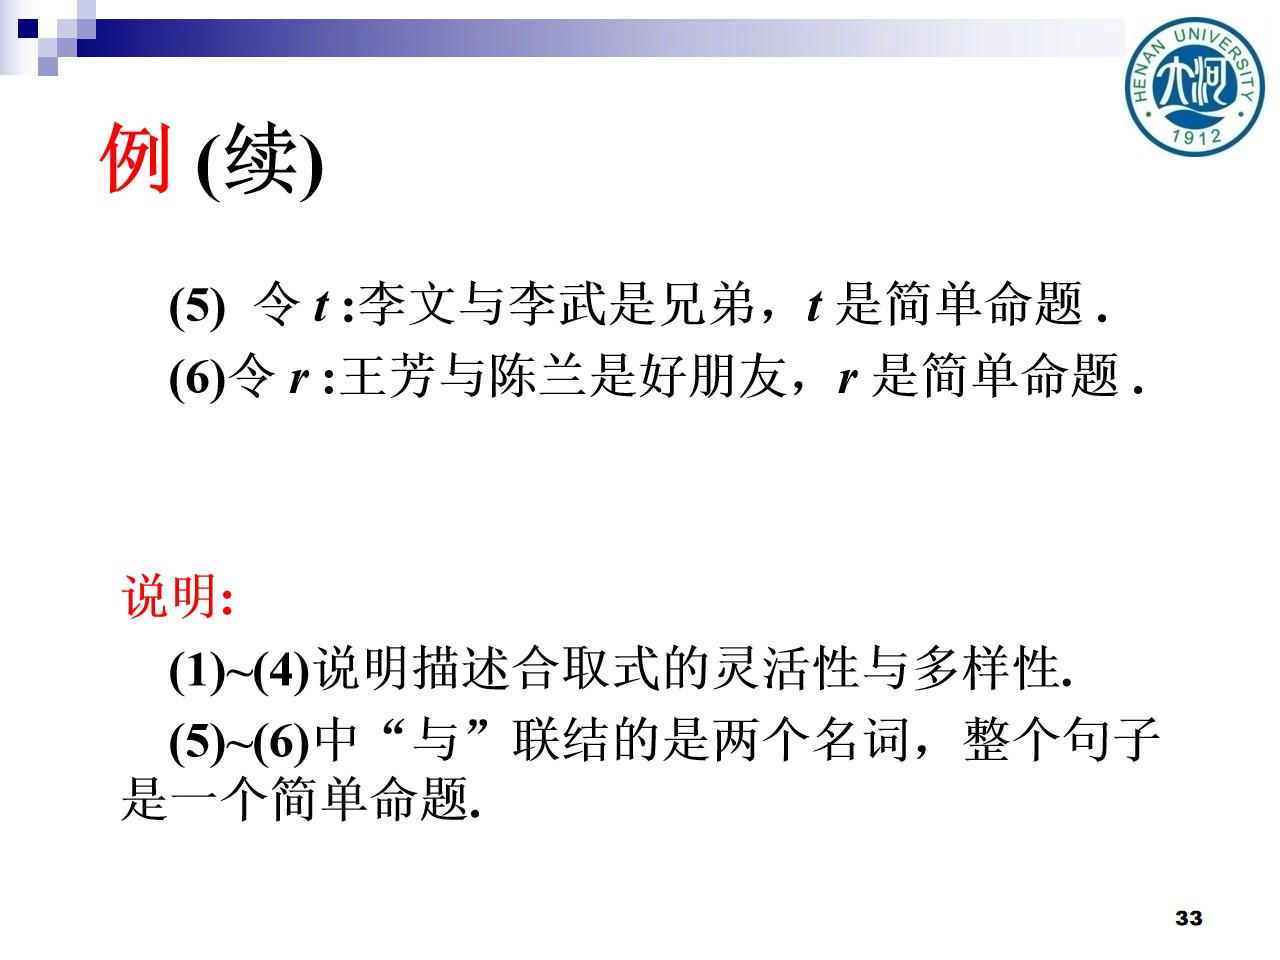 HENAN UNIVERSITY
1912
例 (续)
(5) 令 t :李文与李武是兄弟，t 是简单命题 .
(6)令 r :王芳与陈兰是好朋友，r 是简单命题 .
说明:
(1)~(4)说明描述合取式的灵活性与多样性.
(5)~(6)中“与”联结的是两个名词，整个句子
是一个简单命题.
33